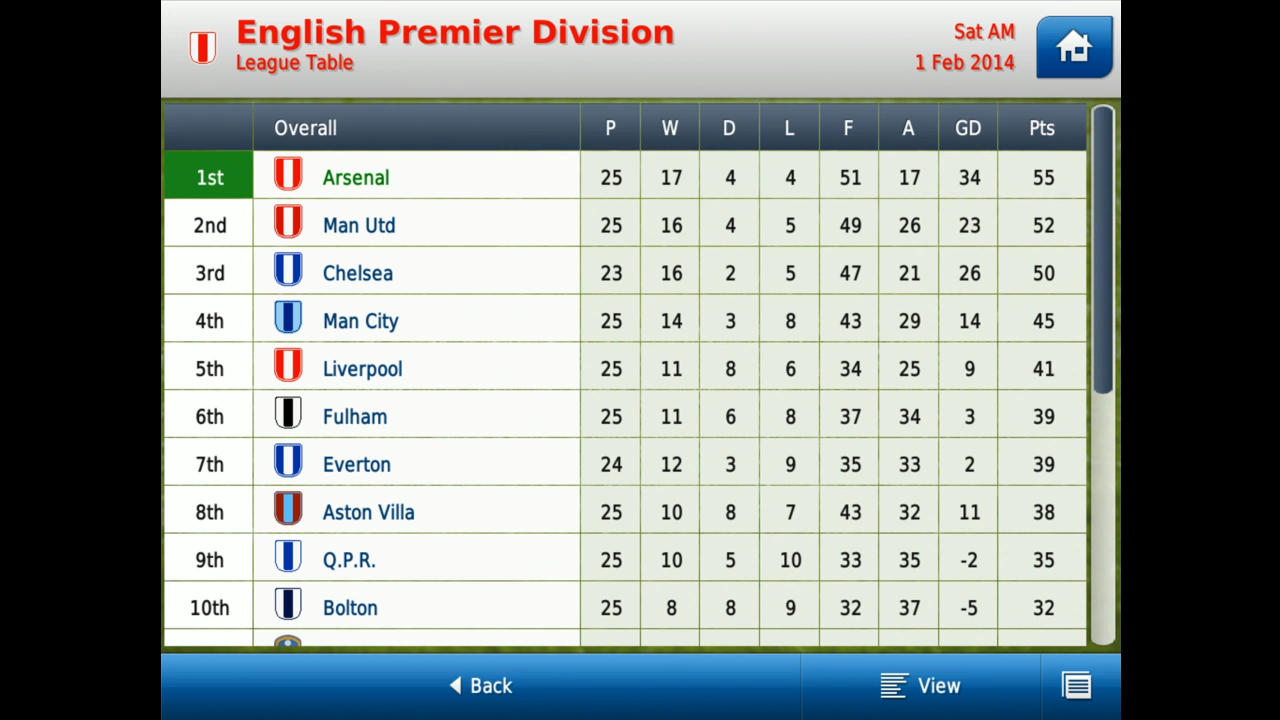 English Premier Division
League Table
Sat AM
1 Feb 2014
Overall P W D L F A GD Pts
1st Arsenal 25 17 4 4 51 17 34 55
2nd Man Utd 25 16 4 5 49 26 23 52
3rd Chelsea 23 16 2 5 47 21 26 50
4th Man City 25 14 3 8 43 29 14 45
5th Liverpool 25 11 8 6 34 25 9 41
6th Fulham 25 11 6 8 37 34 3 39
7th Everton 24 12 3 9 35 33 2 39
8th Aston Villa 25 10 8 7 43 32 11 38
9th Q.P.R. 25 10 5 10 33 35 -2 35
10th Bolton 25 8 8 9 32 37 -5 32
Back View